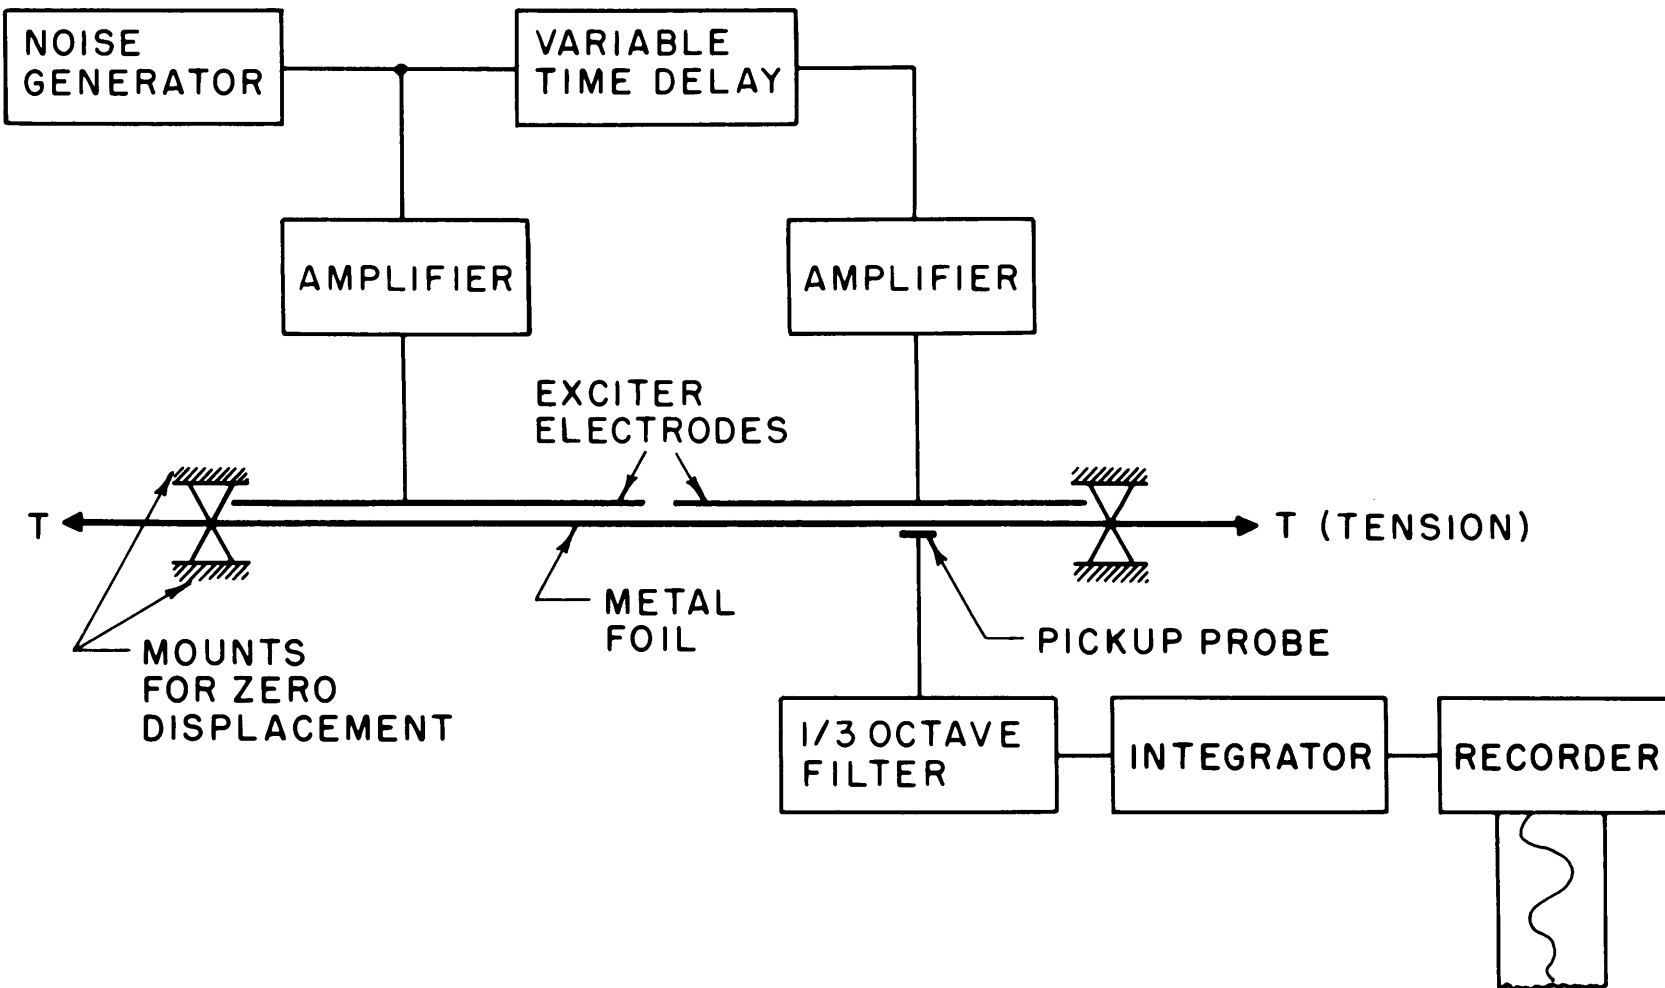 NOISE
GENERATOR
VARIABLE
TIME DELAY
AMPLIFIER
AMPLIFIER
EXCITER
ELECTRODES
T
T (TENSION)
METAL
FOIL
PICKUP PROBE
MOUNTS
FOR ZERO
DISPLACEMENT
1/3 OCTAVE
FILTER
INTEGRATOR
RECORDER